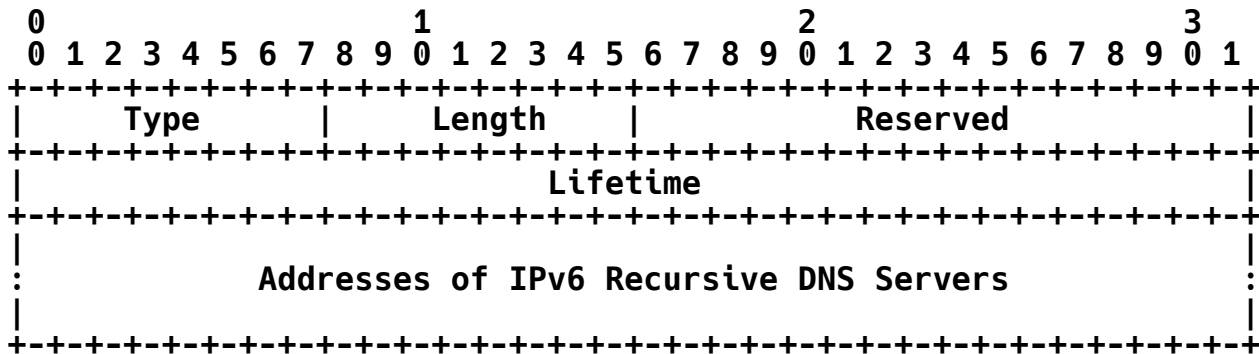 0                   1                   2                   3
 0 1 2 3 4 5 6 7 8 9 0 1 2 3 4 5 6 7 8 9 0 1 2 3 4 5 6 7 8 9 0 1
+-+-+-+-+-+-+-+-+-+-+-+-+-+-+-+-+-+-+-+-+-+-+-+-+-+-+-+-+-+-+-+-+
|     Type      |     Length    |           Reserved            |
+-+-+-+-+-+-+-+-+-+-+-+-+-+-+-+-+-+-+-+-+-+-+-+-+-+-+-+-+-+-+-+-+
|                           Lifetime                            |
+-+-+-+-+-+-+-+-+-+-+-+-+-+-+-+-+-+-+-+-+-+-+-+-+-+-+-+-+-+-+-+-+
|                                                               |
:            Addresses of IPv6 Recursive DNS Servers            :
|                                                               |
+-+-+-+-+-+-+-+-+-+-+-+-+-+-+-+-+-+-+-+-+-+-+-+-+-+-+-+-+-+-+-+-+